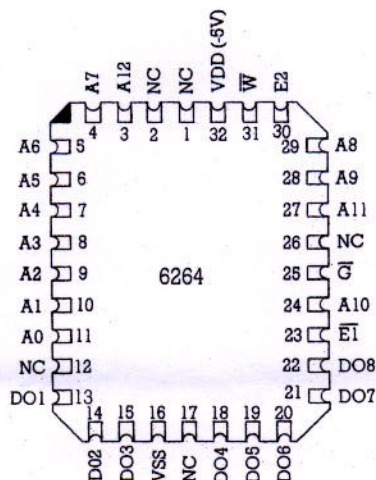 A7 A12 NC NC VDD (-5V) W̅ E2
4 3 2 1 32 31 30
A6 5 29 A8
A5 6 28 A9
A4 7 27 A11
A3 8 26 NC
A2 9 6264 25 G̅
A1 10 24 A10
A0 11 23 E̅1̅
NC 12 22 DO8
DO1 13 21 DO7
14 15 16 17 18 19 20
DO2 DO3 VSS NC DO4 DO5 DO6